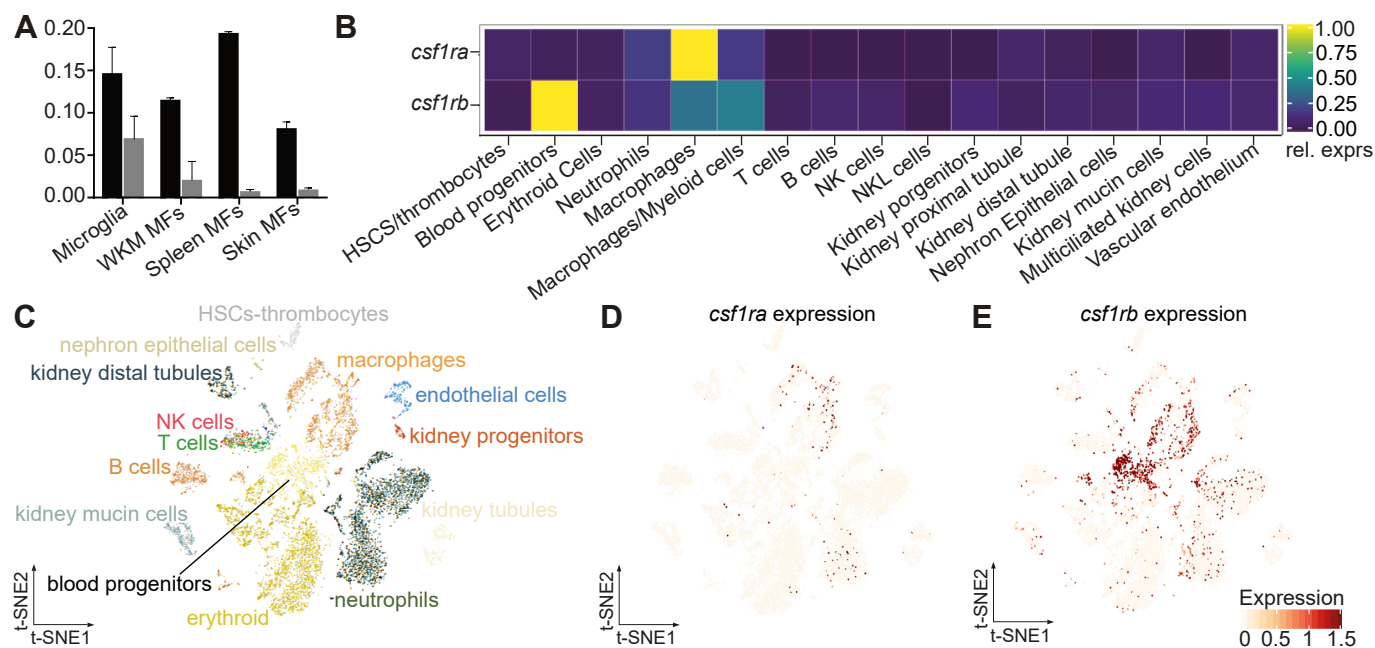 A
0.20
0.15
0.10
0.05
0.00
Microglia
WKM MFs
Spleen MFs
Skin MFs
B
csf1ra
csf1rb
1.00
0.75
0.50
0.25
0.00
rel. exprs
HSCS/thrombocytes
Blood progenitors
Erythroid Cells
Neutrophils
Macrophages
Macrophages/Myeloid cells
T cells
B cells
NK cells
NKL cells
Kidney porgenitors
Kidney proximal tubule
Kidney distal tubule
Nephron Epithelial cells
Kidney mucin cells
Multiciliated kidney cells
Vascular endothelium
C
HSCs-thrombocytes
nephron epithelial cells
macrophages
kidney distal tubules
endothelial cells
NK cells
kidney progenitors
T cells
B cells
kidney mucin cells
kidney tubules
blood progenitors
neutrophils
erythroid
t-SNE2
t-SNE1
D
csf1ra expression
t-SNE2
t-SNE1
E
csf1rb expression
t-SNE2
t-SNE1
Expression
0 0.5 1 1.5